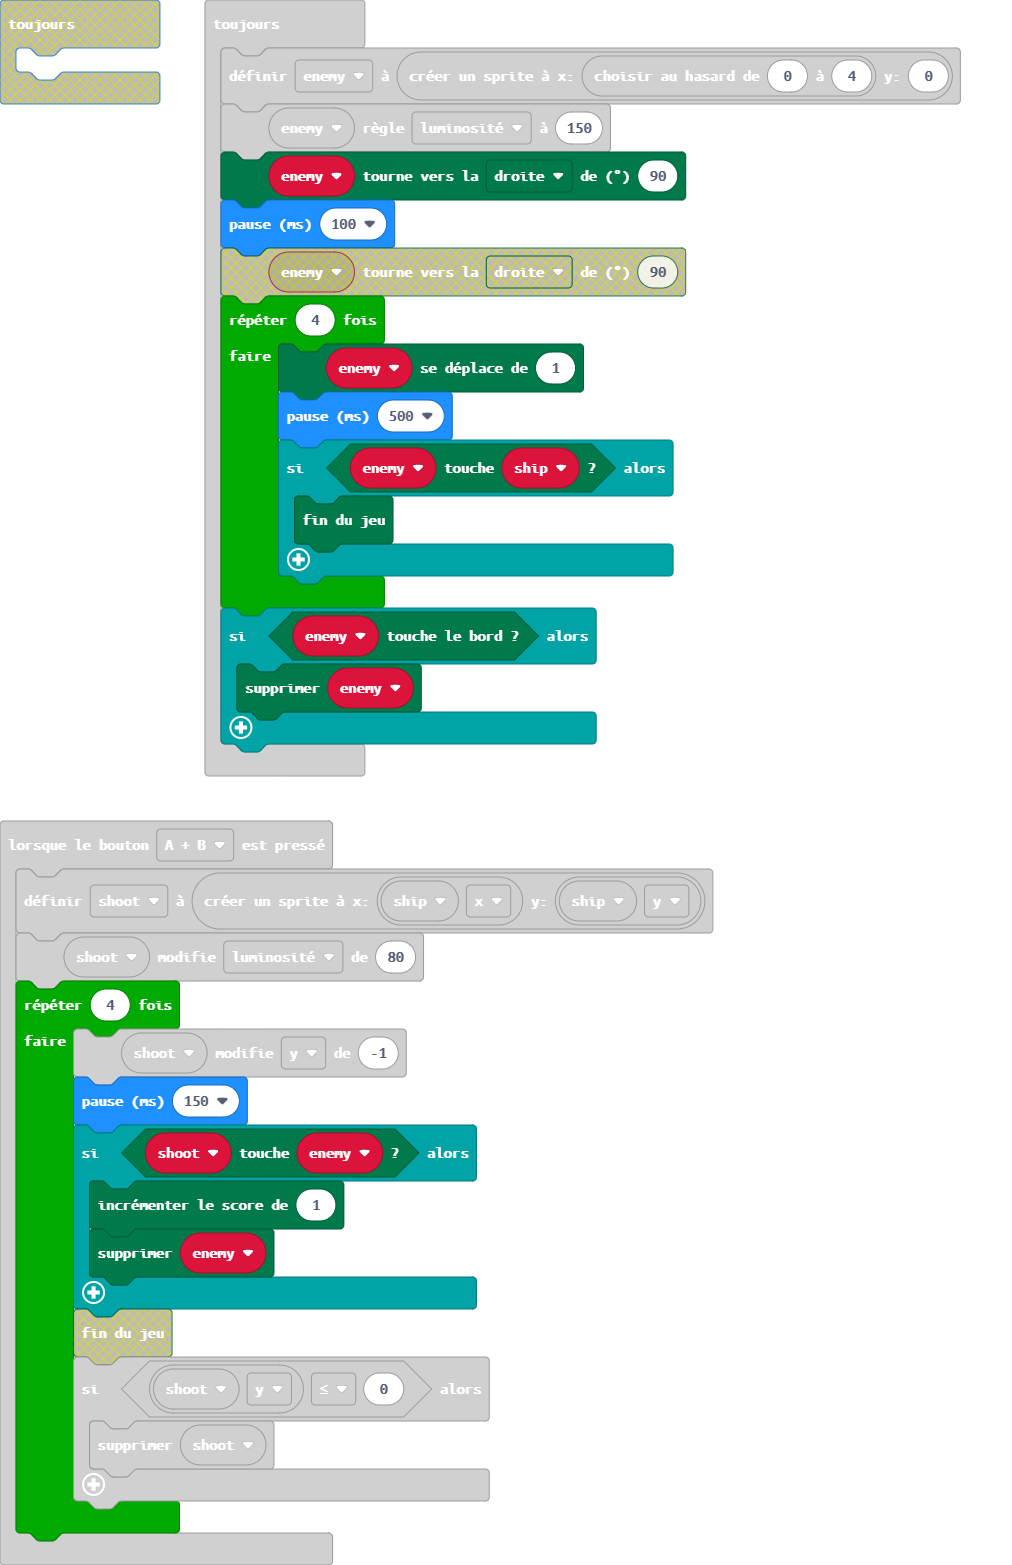 toujours
toujours
définir enemy à créer un sprite à x: choisir au hasard de 0 à 4 y: 0
enemy règle luminosité à 150
enemy tourne vers la droite de (°) 90
pause (ms) 100
enemy tourne vers la droite de (°) 90
répéter 4 fois
faire
enemy se déplace de 1
pause (ms) 500
si enemy touche ship ? alors
fin du jeu
si enemy touche le bord ? alors
supprimer enemy
lorsque le bouton A + B est pressé
définir shoot à créer un sprite à x: ship x y: ship y
shoot modifie luminosité de 80
répéter 4 fois
faire
shoot modifie y de -1
pause (ms) 150
si shoot touche enemy ? alors
incrémenter le score de 1
supprimer enemy
fin du jeu
si shoot y ≤ 0 alors
supprimer shoot